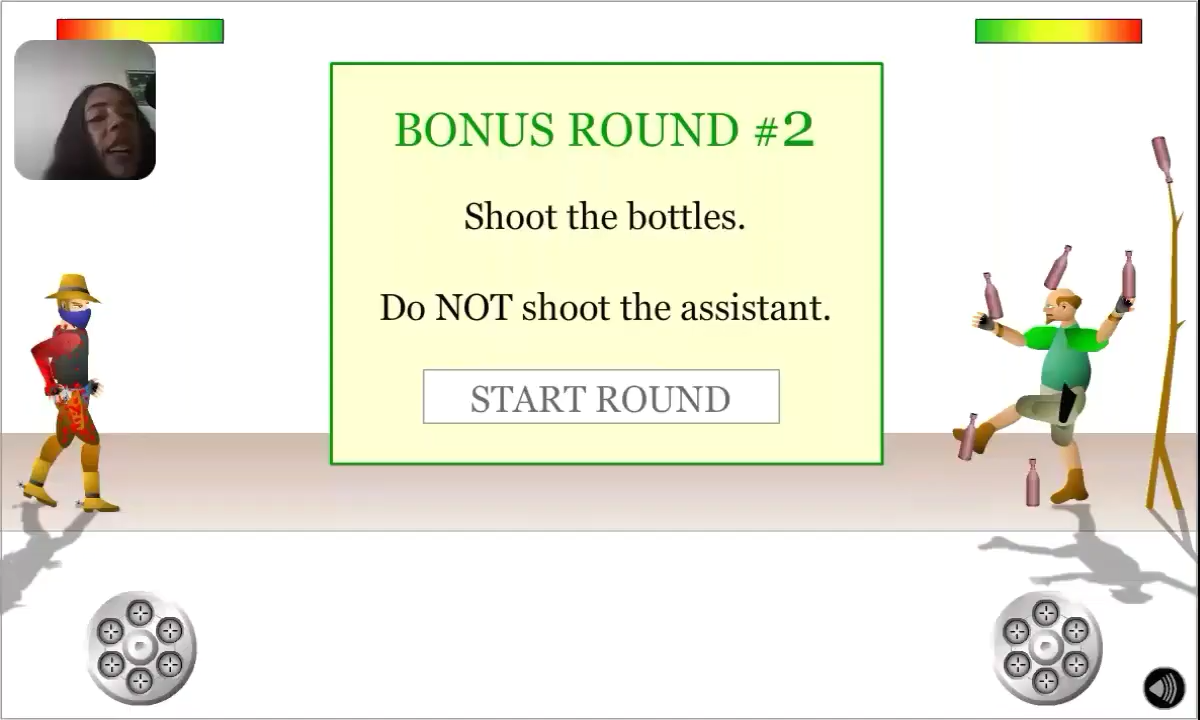 BONUS ROUND #2
Shoot the bottles.
Do NOT shoot the assistant.
START ROUND